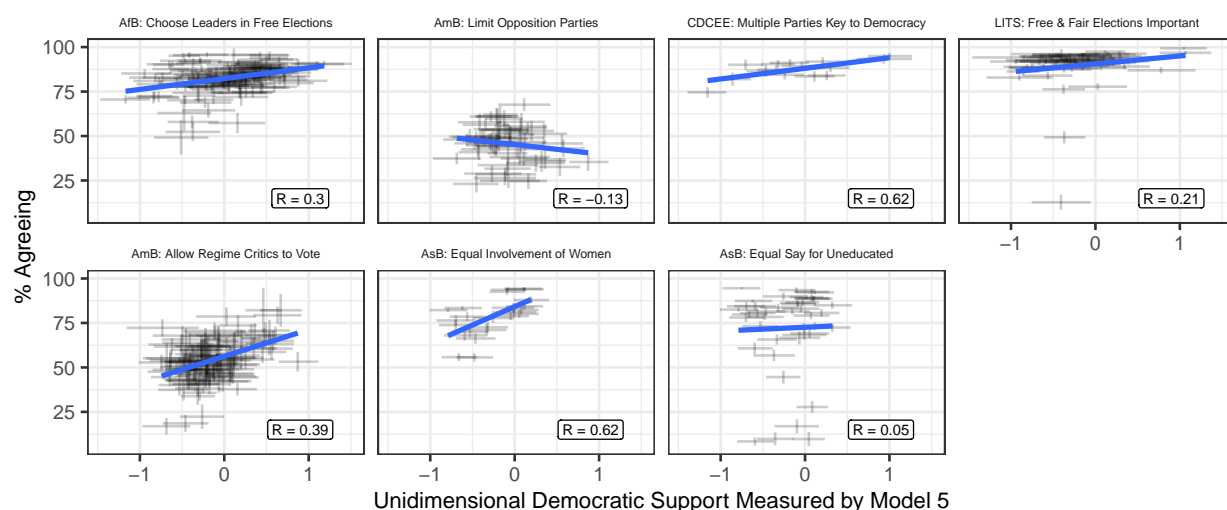 AfB: Choose Leaders in Free Elections
AmB: Limit Opposition Parties
CDCEE: Multiple Parties Key to Democracy
LITS: Free & Fair Elections Important
100
75
50
25
R = 0.3
R = −0.13
R = 0.62
R = 0.21
−1
0
1
AmB: Allow Regime Critics to Vote
AsB: Equal Involvement of Women
AsB: Equal Say for Uneducated
100
75
50
25
R = 0.39
R = 0.62
R = 0.05
−1
0
1
−1
0
1
−1
0
1
% Agreeing
Unidimensional Democratic Support Measured by Model 5